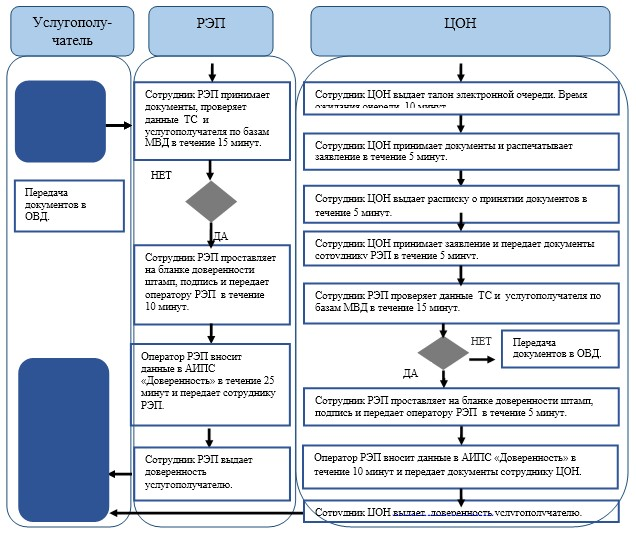 Услугополу-
чатель
РЭП
ЦОН
Передача
документов в
ОВД.
Сотрудник РЭП принимает
документы, проверяет
данные ТС и
услугополучателя по базам
МВД в течение 15 минут.
НЕТ
ДА
Сотрудник РЭП проставляет
на бланке доверенности
штамп, подпись и передает
оператору РЭП в течение
10 минут.
Оператор РЭП вносит
данные в АИПС
«Доверенность» в течение 25
минут и передает сотруднику
РЭП.
Сотрудник РЭП выдает
доверенность
услугополучателю.
Сотрудник ЦОН выдает талон электронной очереди. Время
ожидания очереди 10 минут
Сотрудник ЦОН принимает документы и распечатывает
заявление в течение 5 минут.
Сотрудник ЦОН выдает расписку о принятии документов в
течение 5 минут.
Сотрудник ЦОН принимает заявление и передает документы
сотруднику РЭП в течение 5 минут.
Сотрудник РЭП проверяет данные ТС и услугополучателя по
базам МВД в течение 15 минут.
НЕТ
Передача
документов в ОВД.
ДА
Сотрудник РЭП проставляет на бланке доверенности штамп,
подпись и передает оператору РЭП в течение 5 минут.
Оператор РЭП вносит данные в АИПС «Доверенность» в
течение 10 минут и передает документы сотруднику ЦОН.
Сотрудник ЦОН выдает доверенность услугополучателю.